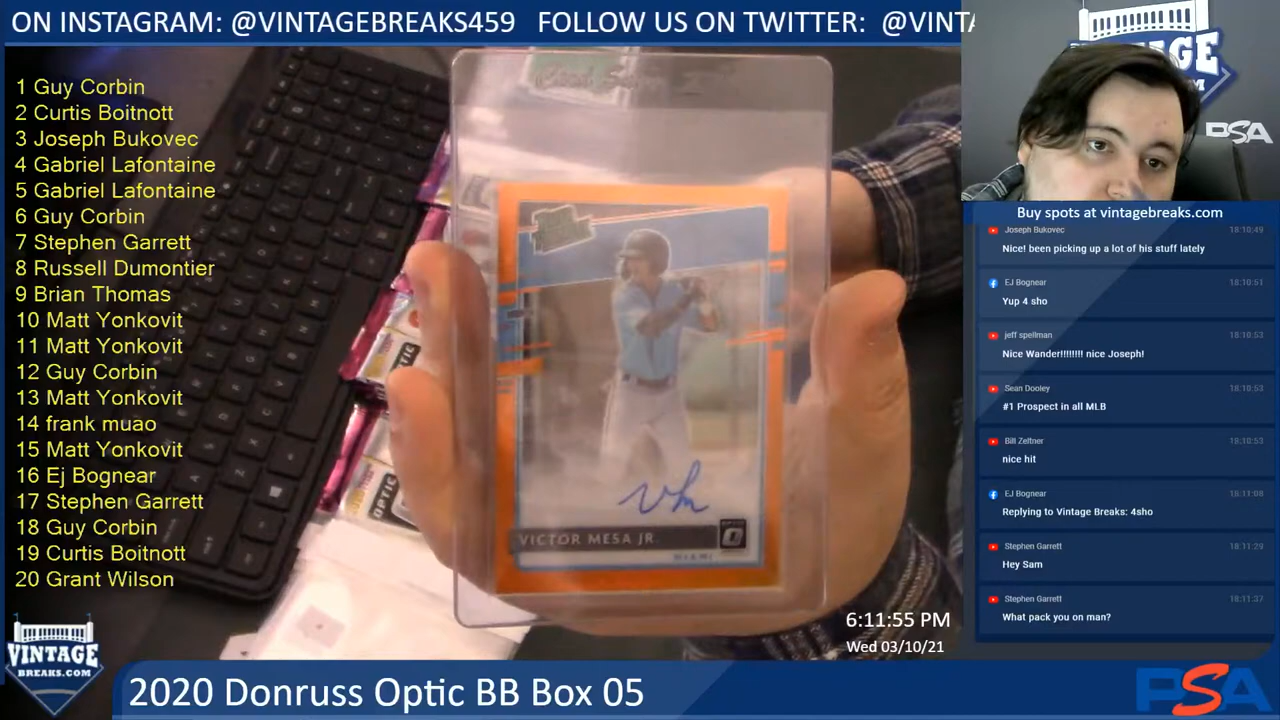 ON INSTAGRAM: @VINTAGEBREAKS459 FOLLOW US ON TWITTER: @VINTA
1 Guy Corbin
2 Curtis Boitnott
3 Joseph Bukovec
4 Gabriel Lafontaine
5 Gabriel Lafontaine
6 Guy Corbin
7 Stephen Garrett
8 Russell Dumontier
9 Brian Thomas
10 Matt Yonkovit
11 Matt Yonkovit
12 Guy Corbin
13 Matt Yonkovit
14 frank muao
15 Matt Yonkovit
16 Ej Bognear
17 Stephen Garrett
18 Guy Corbin
19 Curtis Boitnott
20 Grant Wilson
VICTOR MESA JR.
OPTIC
VINTAGE
PSA
Buy spots at vintagebreaks.com
Joseph Bukovec 18:10:49
Nice! been picking up a lot of his stuff lately
EJ Bognear 18:10:51
Yup 4 sho
jeff spellman 18:10:53
Nice Wander!!!!!!!! nice Joseph!
Sean Dooley 18:10:53
#1 Prospect in all MLB
Bill Zeltner 18:10:53
nice hit
EJ Bognear 18:11:08
Replying to Vintage Breaks: 4sho
Stephen Garrett 18:11:29
Hey Sam
Stephen Garrett 18:11:37
What pack you on man?
6:11:55 PM
Wed 03/10/21
VINTAGE
BREAKS.COM
2020 Donruss Optic BB Box 05
PSA